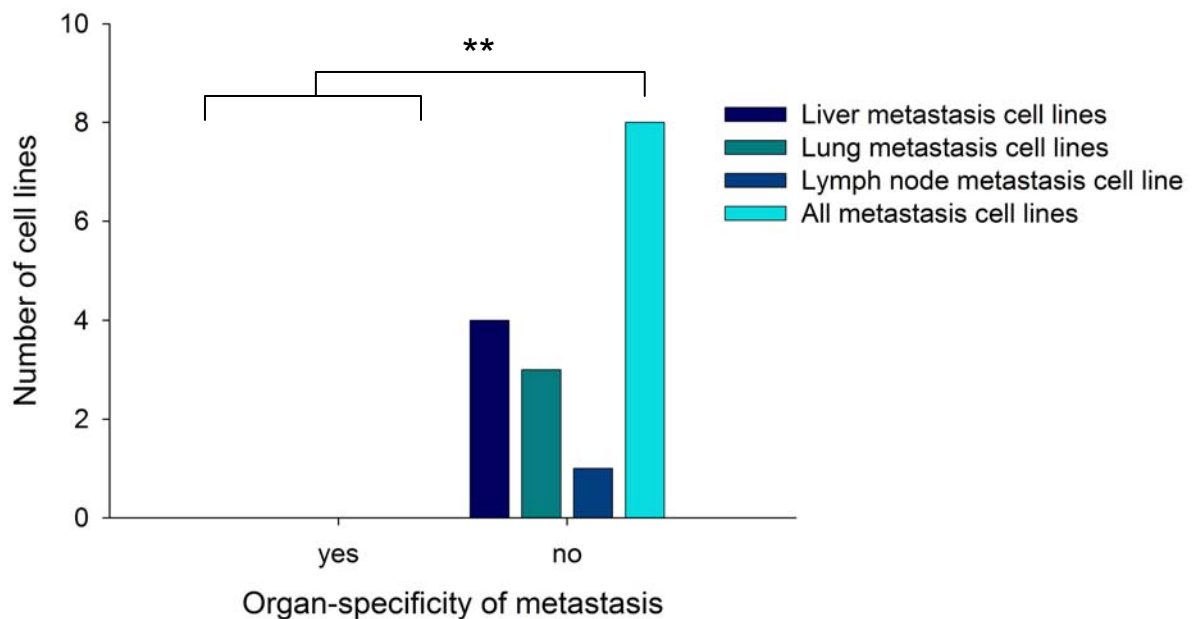 10
**
8
6
4
2
0
Number of cell lines
Liver metastasis cell lines
Lung metastasis cell lines
Lymph node metastasis cell line
All metastasis cell lines
yes
no
Organ-specificity of metastasis